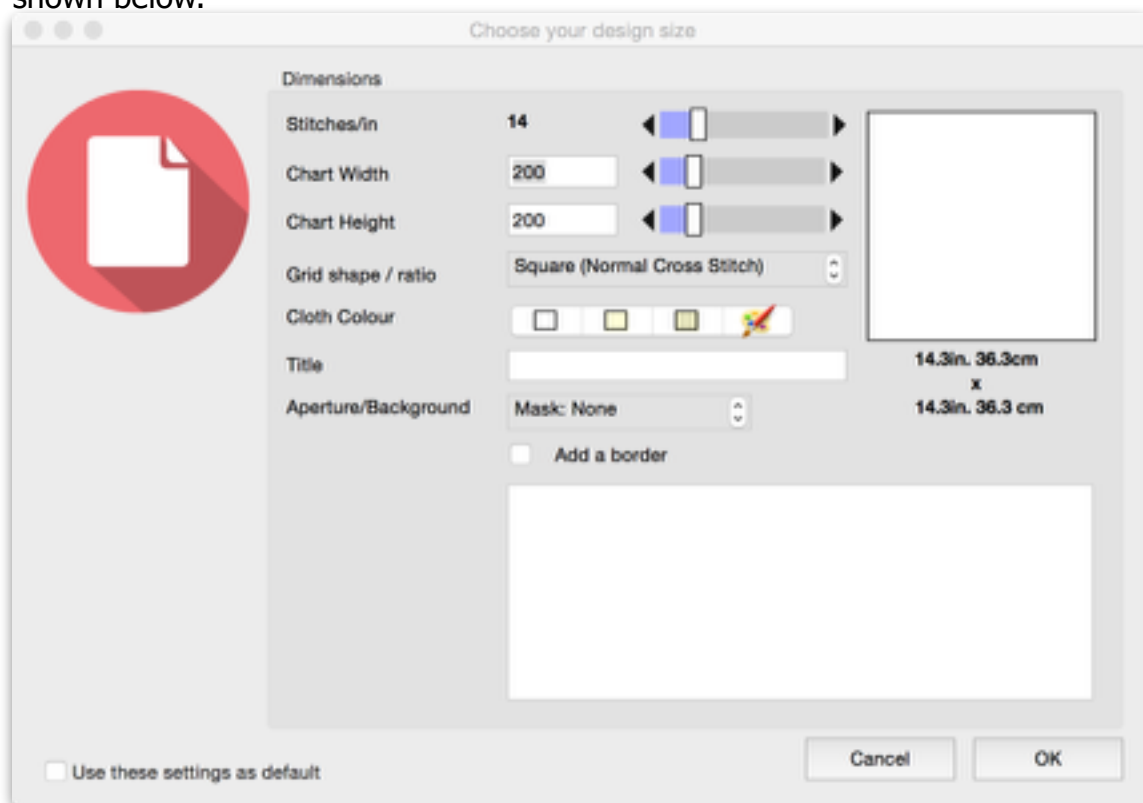 shown below.
Choose your design size
Dimensions
Stitches/in 14
Chart Width 200
Chart Height 200
Grid shape / ratio Square (Normal Cross Stitch)
Cloth Colour
Title
14.3in. 36.3cm
x
14.3in. 36.3 cm
Aperture/Background Mask: None
Add a border
Use these settings as default
Cancel OK